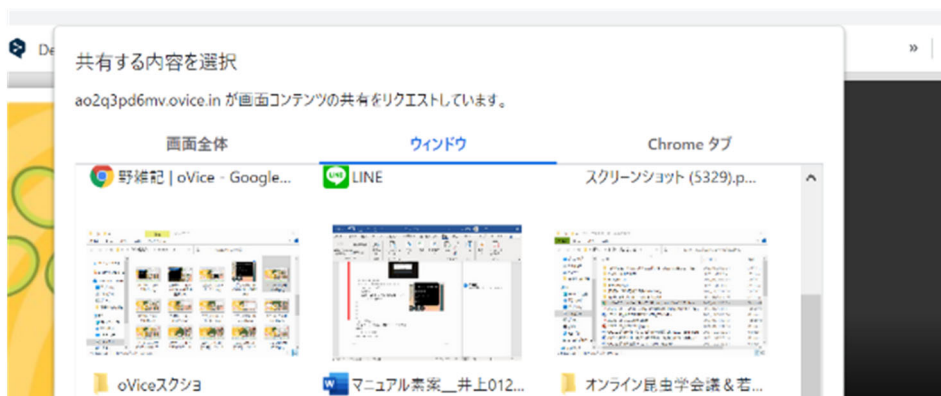 De
»
共有する内容を選択
ao2q3pd6mv.ovice.in が画面コンテンツの共有をリクエストしています。
画面全体 ウィンドウ Chrome タブ
野雑記 | oVice - Google... LINE スクリーンショット (5329).p...
oViceスクショ マニュアル素案__井上012... オンライン昆虫学会議&若...